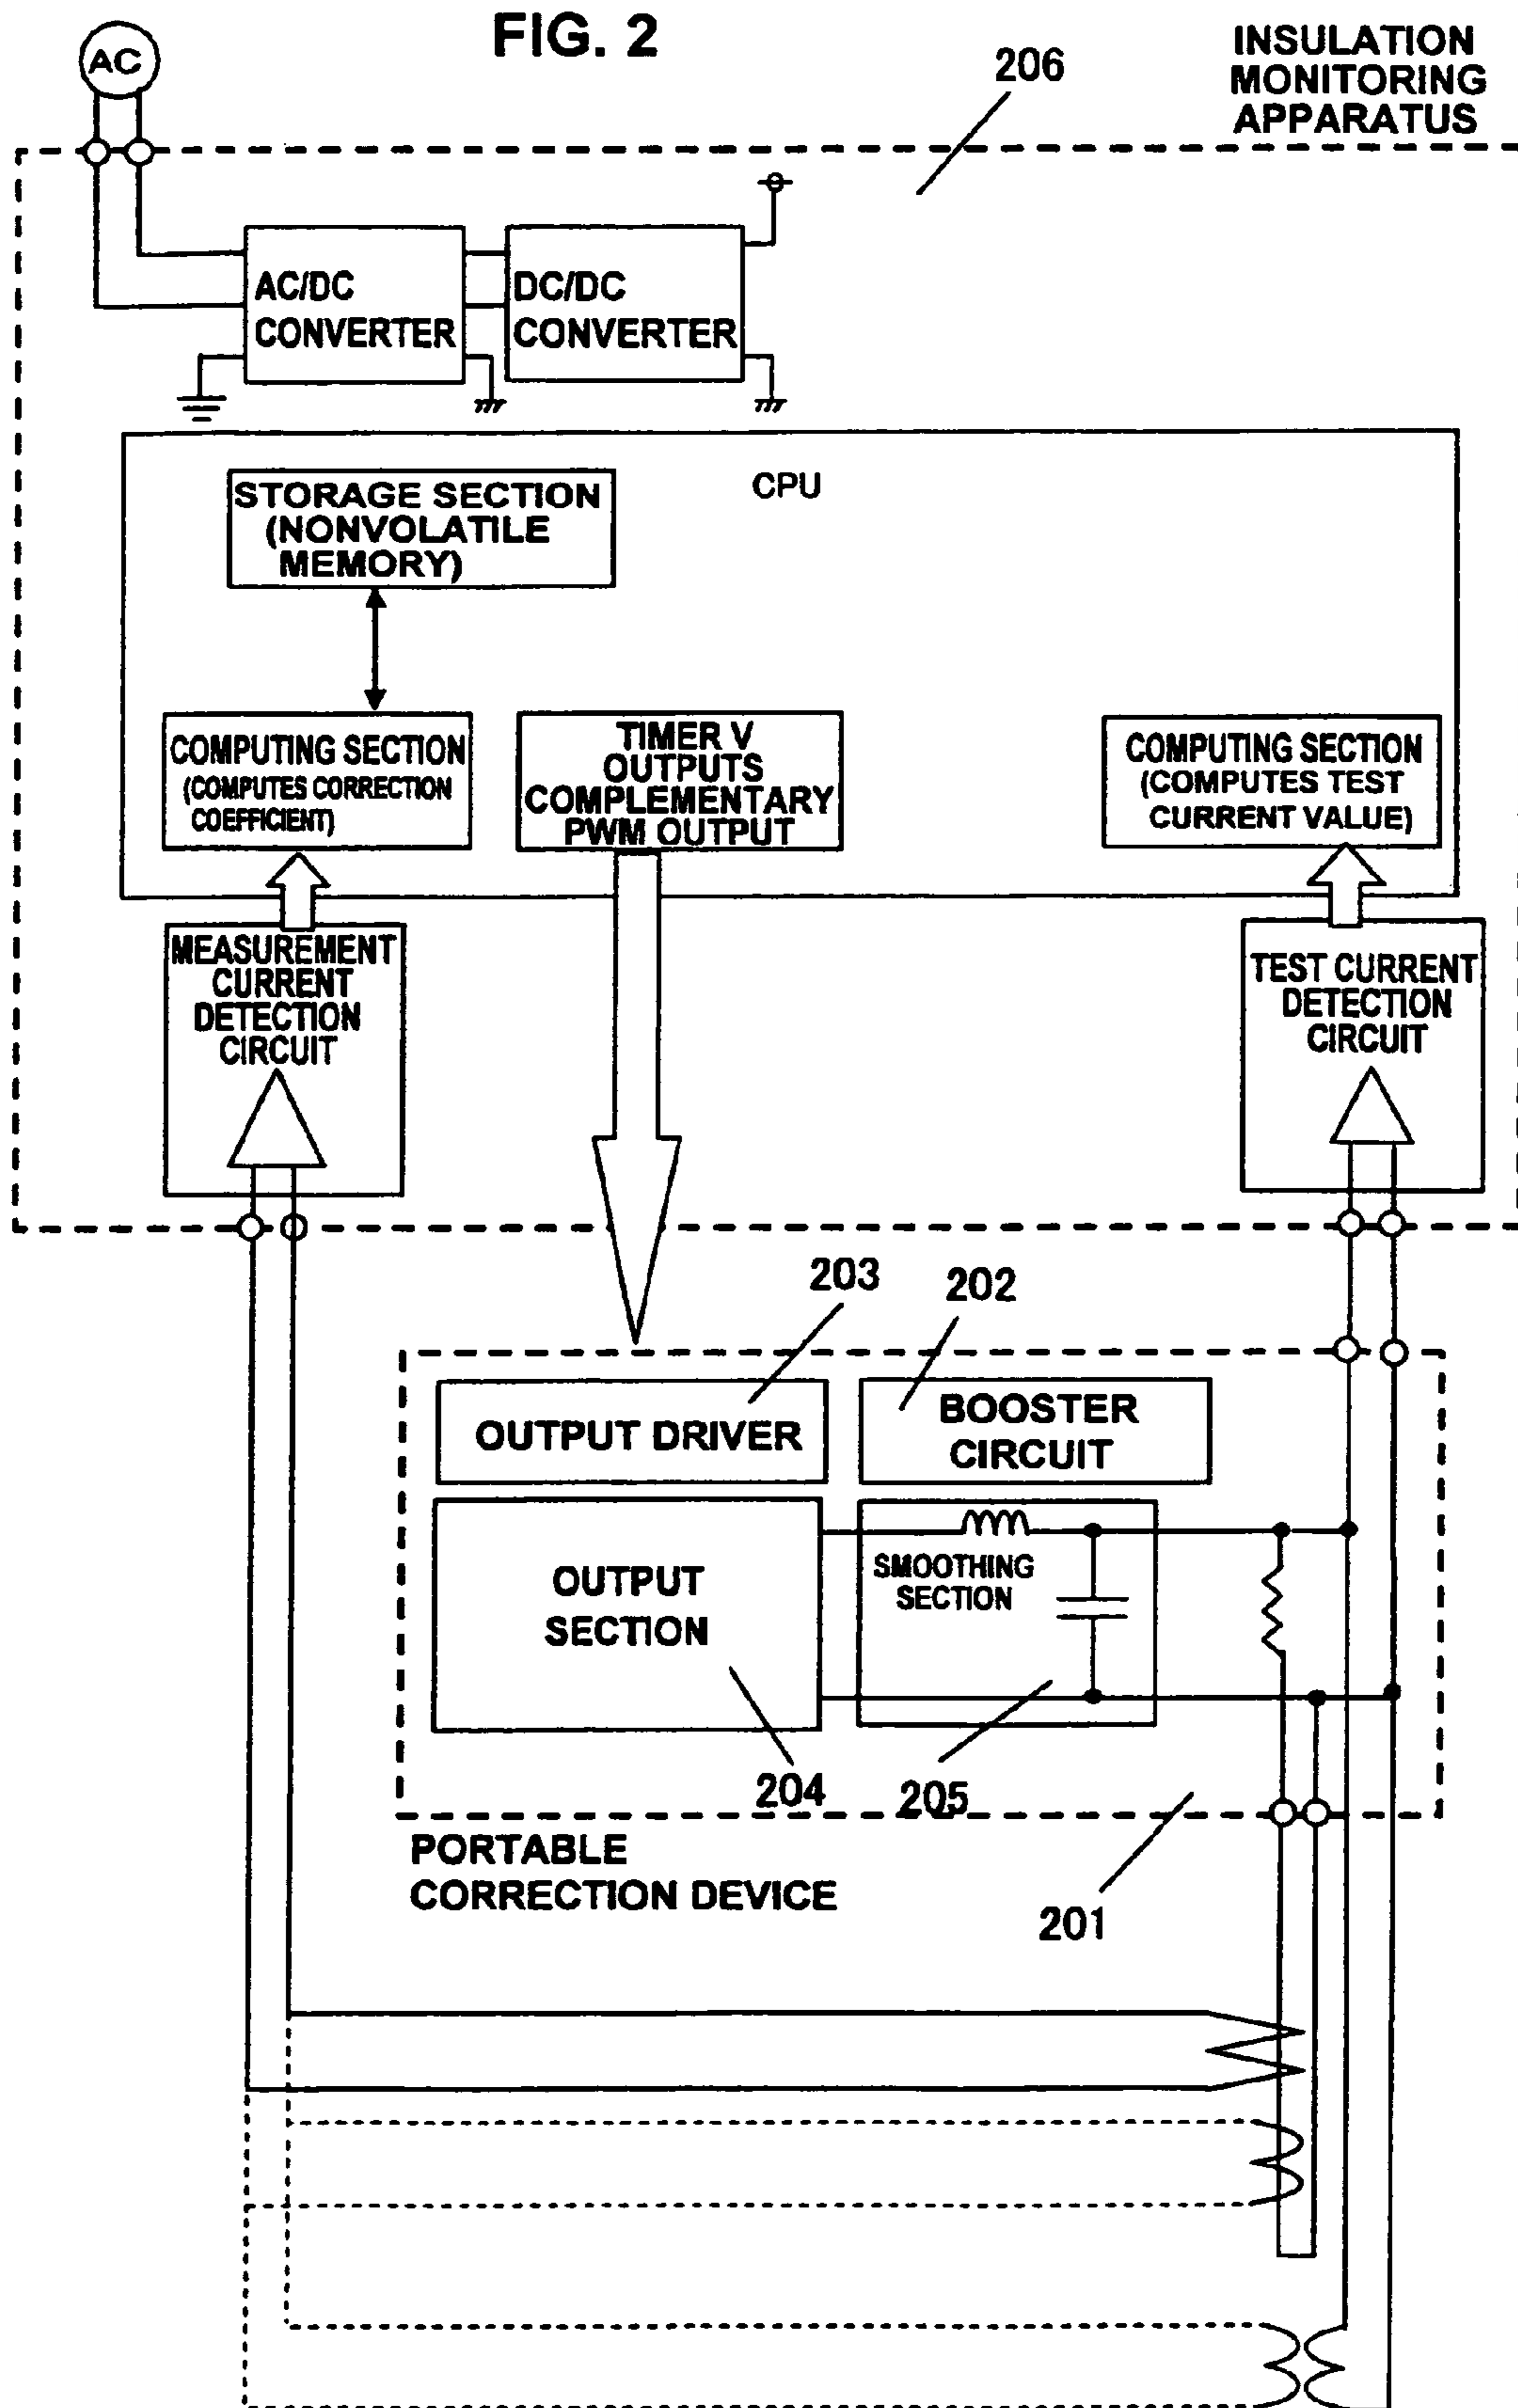 FIG. 2
AC
206
INSULATION
MONITORING
APPARATUS
AC/DC
CONVERTER
DC/DC
CONVERTER
CPU
STORAGE SECTION
(NONVOLATILE
MEMORY)
COMPUTING SECTION
(COMPUTES CORRECTION
COEFFICIENT)
TIMER V
OUTPUTS
COMPLEMENTARY
PWM OUTPUT
COMPUTING SECTION
(COMPUTES TEST
CURRENT VALUE)
MEASUREMENT
CURRENT
DETECTION
CIRCUIT
TEST CURRENT
DETECTION
CIRCUIT
203
202
OUTPUT DRIVER
BOOSTER
CIRCUIT
OUTPUT
SECTION
SMOOTHING
SECTION
204
205
PORTABLE
CORRECTION DEVICE
201